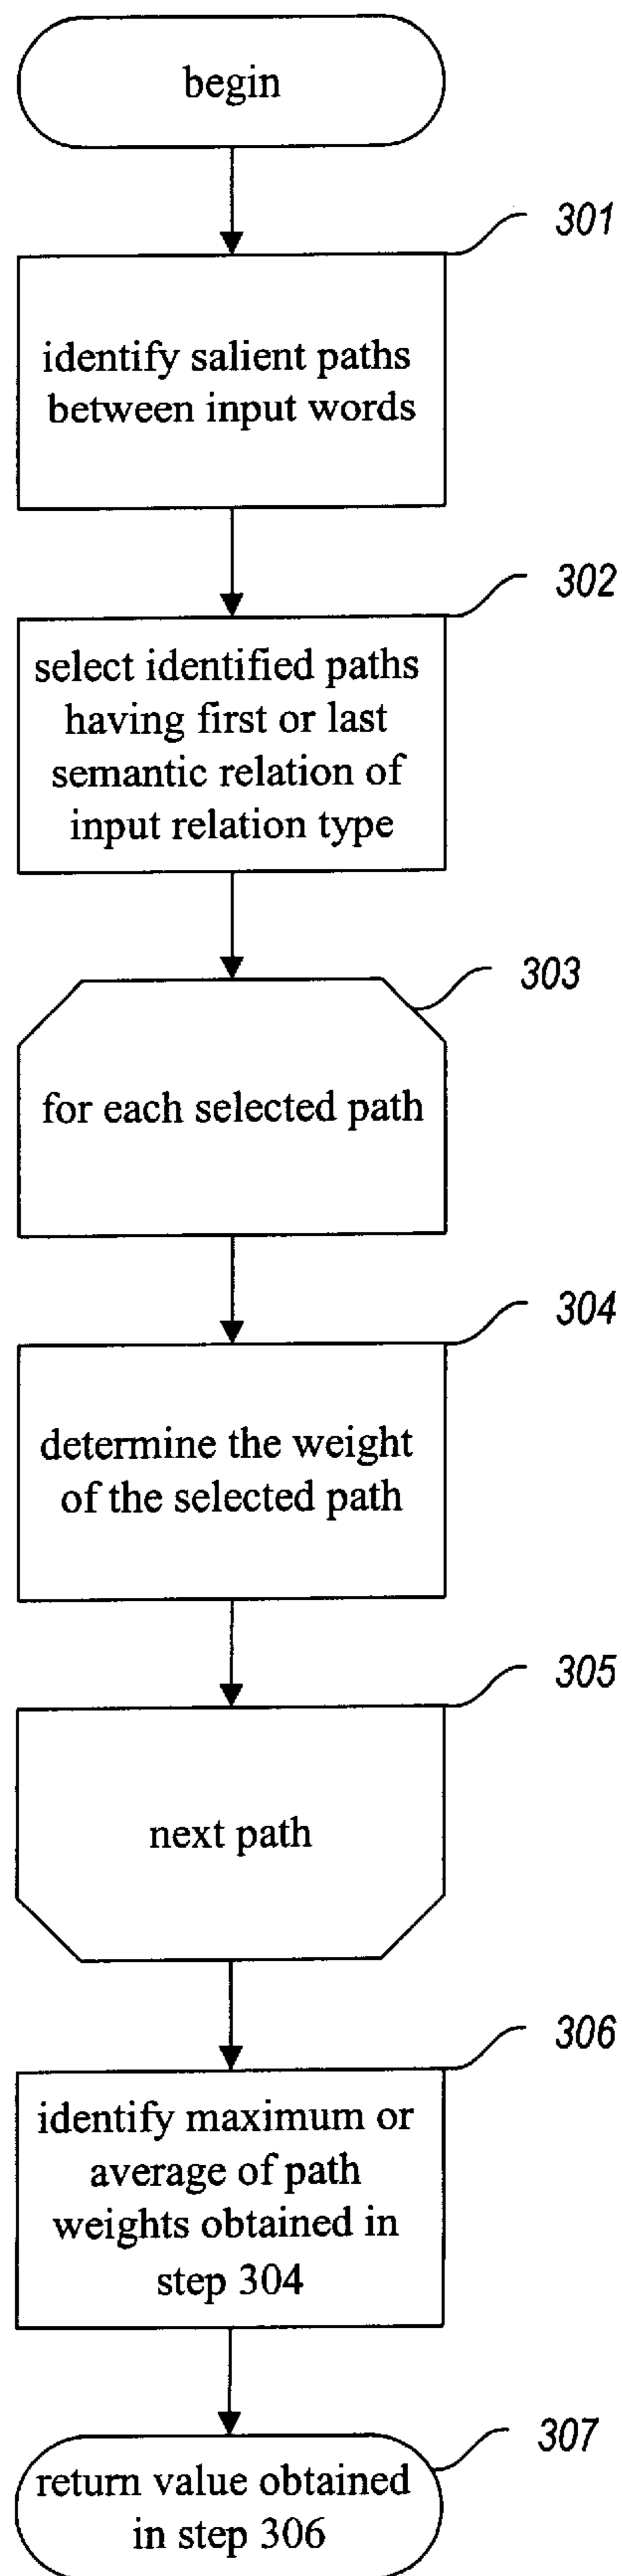 begin
301
identify salient paths
between input words
302
select identified paths
having first or last
semantic relation of
input relation type
303
for each selected path
304
determine the weight
of the selected path
305
next path
306
identify maximum or
average of path
weights obtained in
step 304
307
return value obtained
in step 306